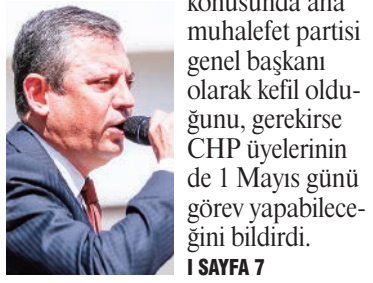 konusunda ana
muhalefet partisi
genel başkanı
olarak kefil oldu-
ğunu, gerekirse
CHP üyelerinin
de 1 Mayıs günü
görev yapabilece-
ğini bildirdi.
I SAYFA 7